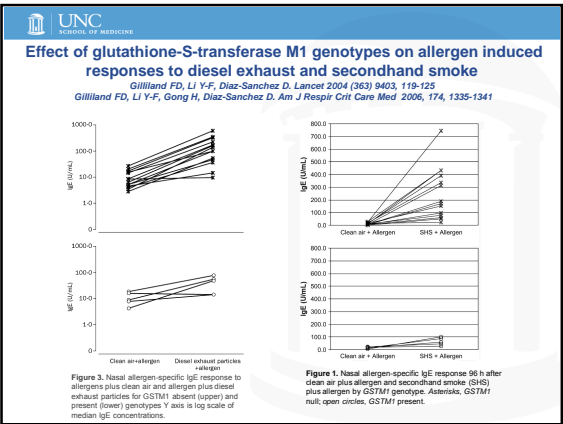 UNC
SCHOOL OF MEDICINE
Effect of glutathione-S-transferase M1 genotypes on allergen induced
responses to diesel exhaust and secondhand smoke
Gilliland FD, Li Y-F, Diaz-Sanchez D. Lancet 2004 (363) 9403, 119-125
Gilliland FD, Li Y-F, Gong H, Diaz-Sanchez D. Am J Respir Crit Care Med 2006, 174, 1335-1341
IgE (U/mL)
1000·0
100·0
10·0
1·0
0
IgE (U/mL)
1000·0
100·0
10·0
1·0
0
Clean air+allergen
Diesel exhaust particles
+allergen
Figure 3. Nasal allergen-specific IgE response to
allergens plus clean air and allergen plus diesel
exhaust particles for GSTM1 absent (upper) and
present (lower) genotypes Y axis is log scale of
median IgE concentrations.
IgE (U/mL)
800.0
700.0
600.0
500.0
400.0
300.0
200.0
100.0
0.0
Clean air + Allergen
SHS + Allergen
IgE (U/mL)
800.0
700.0
600.0
500.0
400.0
300.0
200.0
100.0
0.0
Clean air + Allergen
SHS + Allergen
Figure 1. Nasal allergen-specific IgE response 96 h after
clean air plus allergen and secondhand smoke (SHS)
plus allergen by GSTM1 genotype. Asterisks, GSTM1
null; open circles, GSTM1 present.